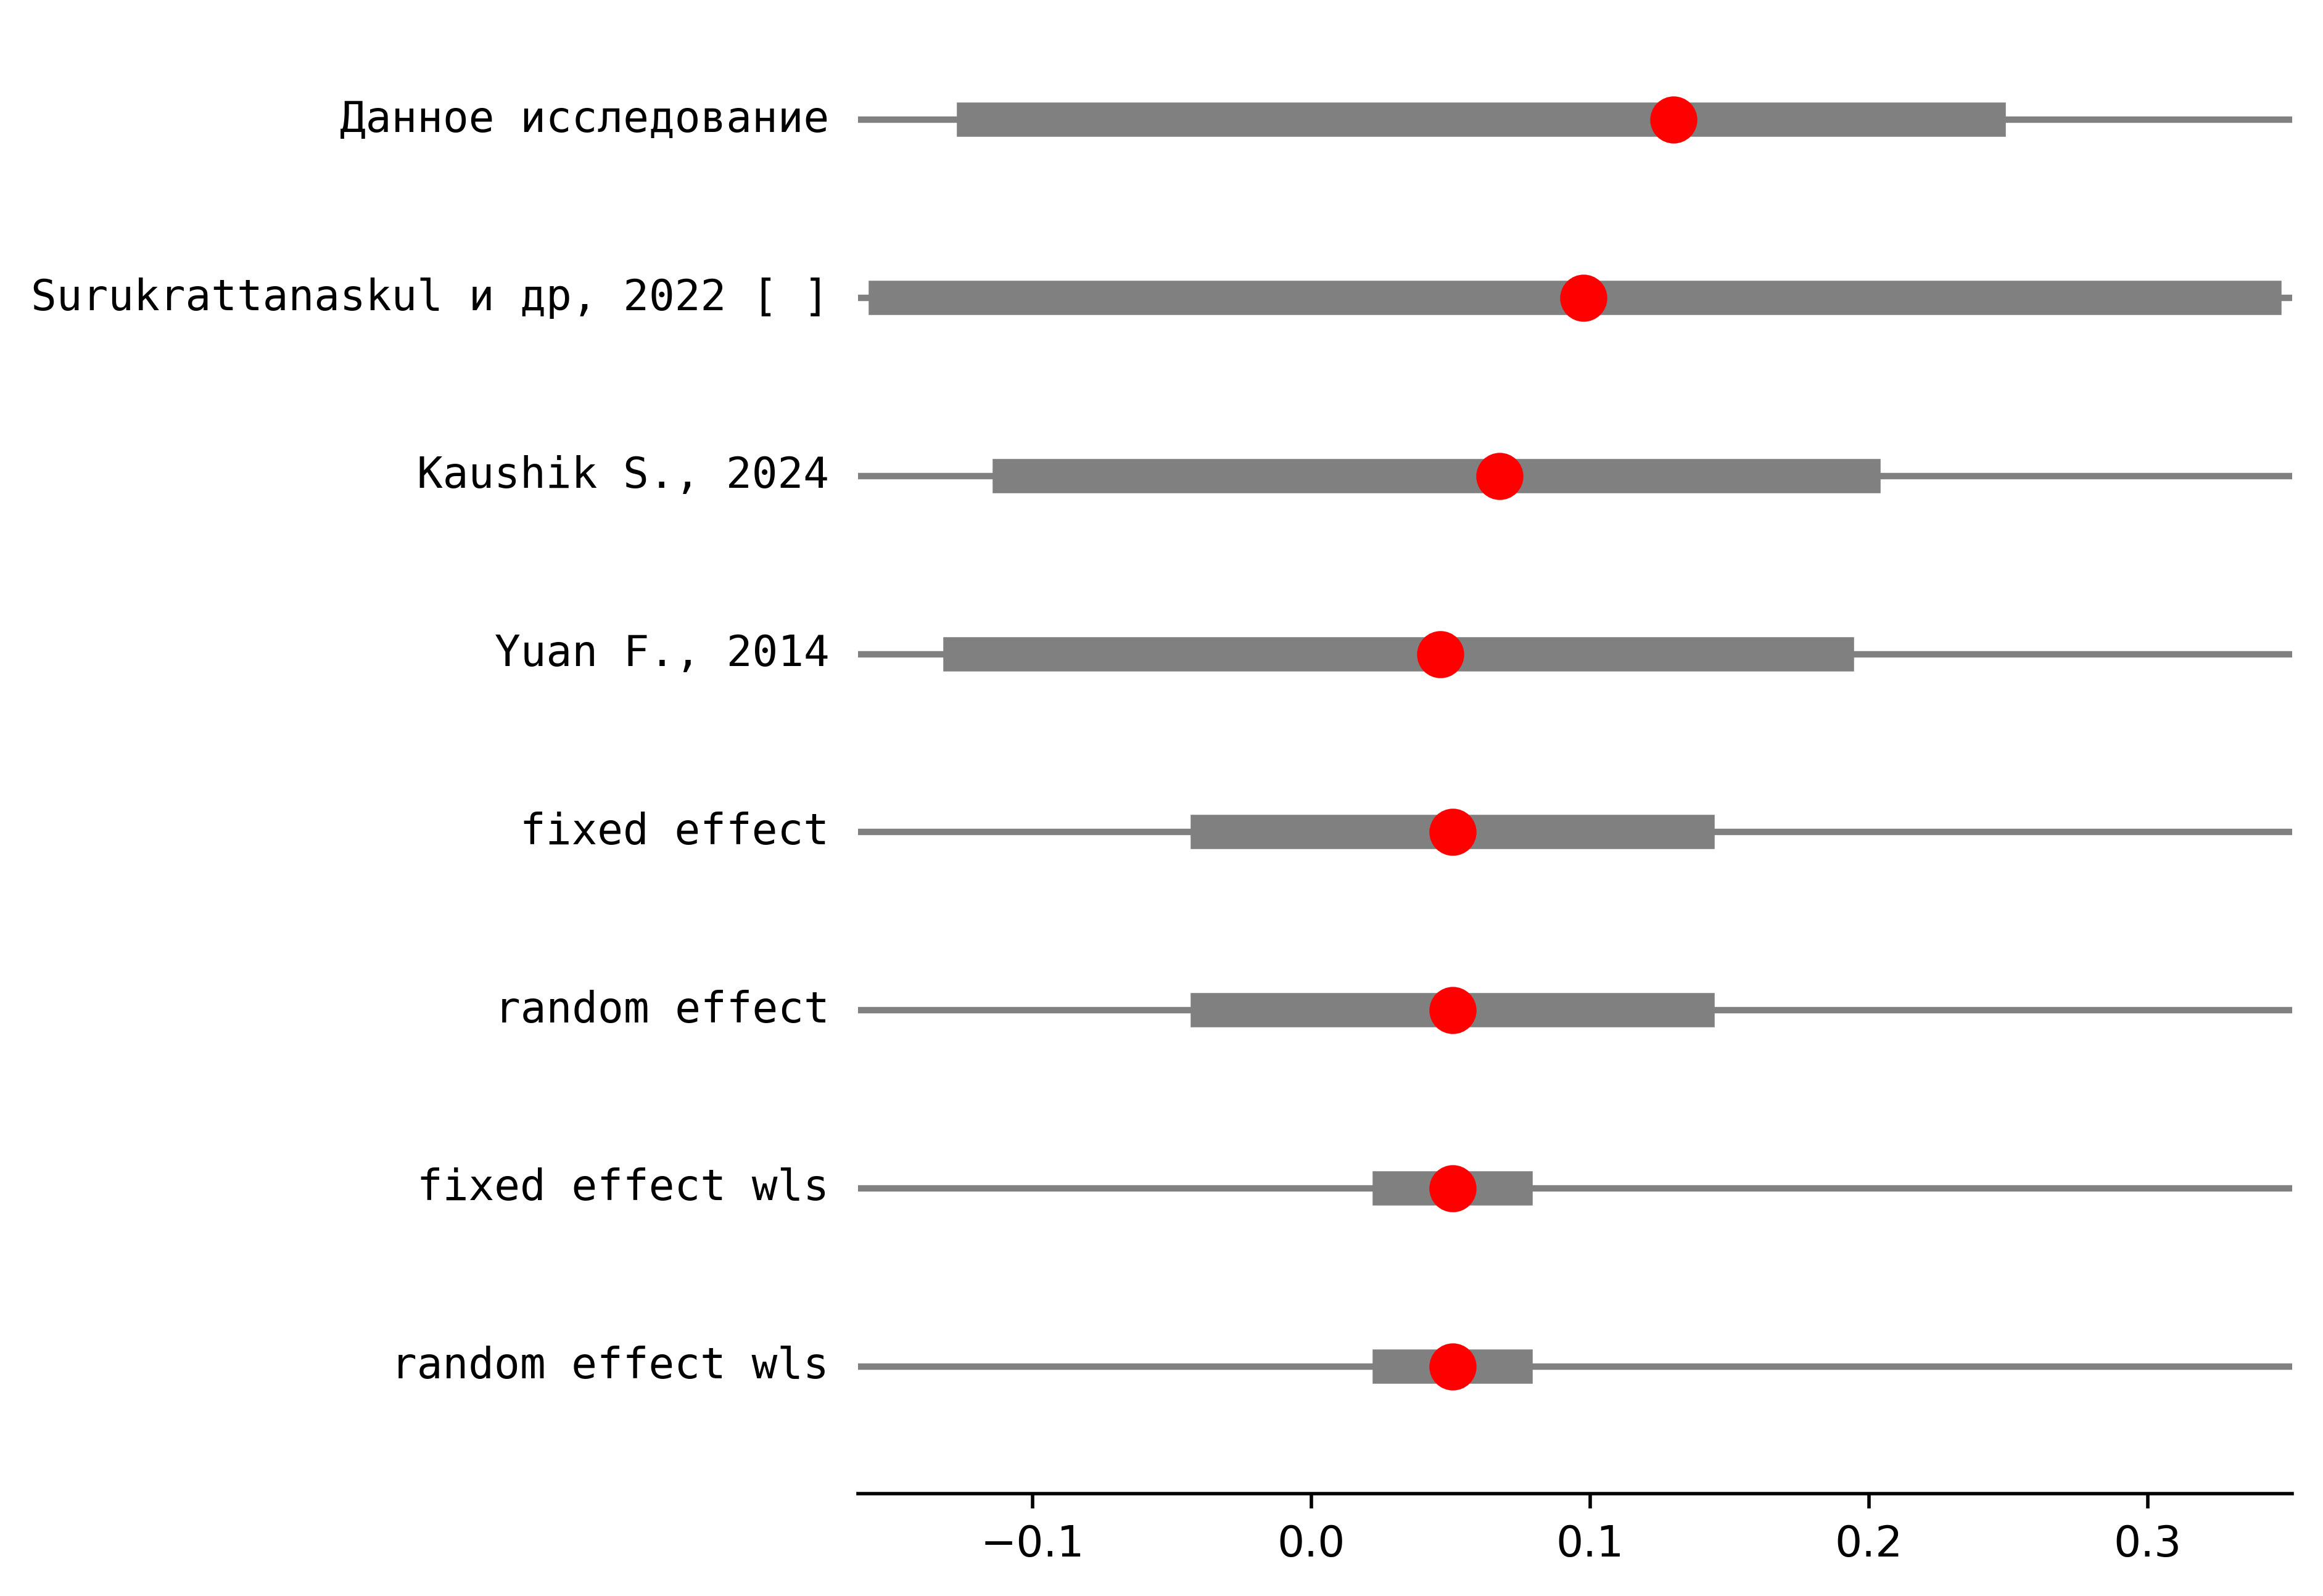 Данное исследование
Surukrattanaskul и др, 2022 [ ]
Kaushik S., 2024
Yuan F., 2014
fixed effect
random effect
fixed effect wls
random effect wls
−0.1 0.0 0.1 0.2 0.3